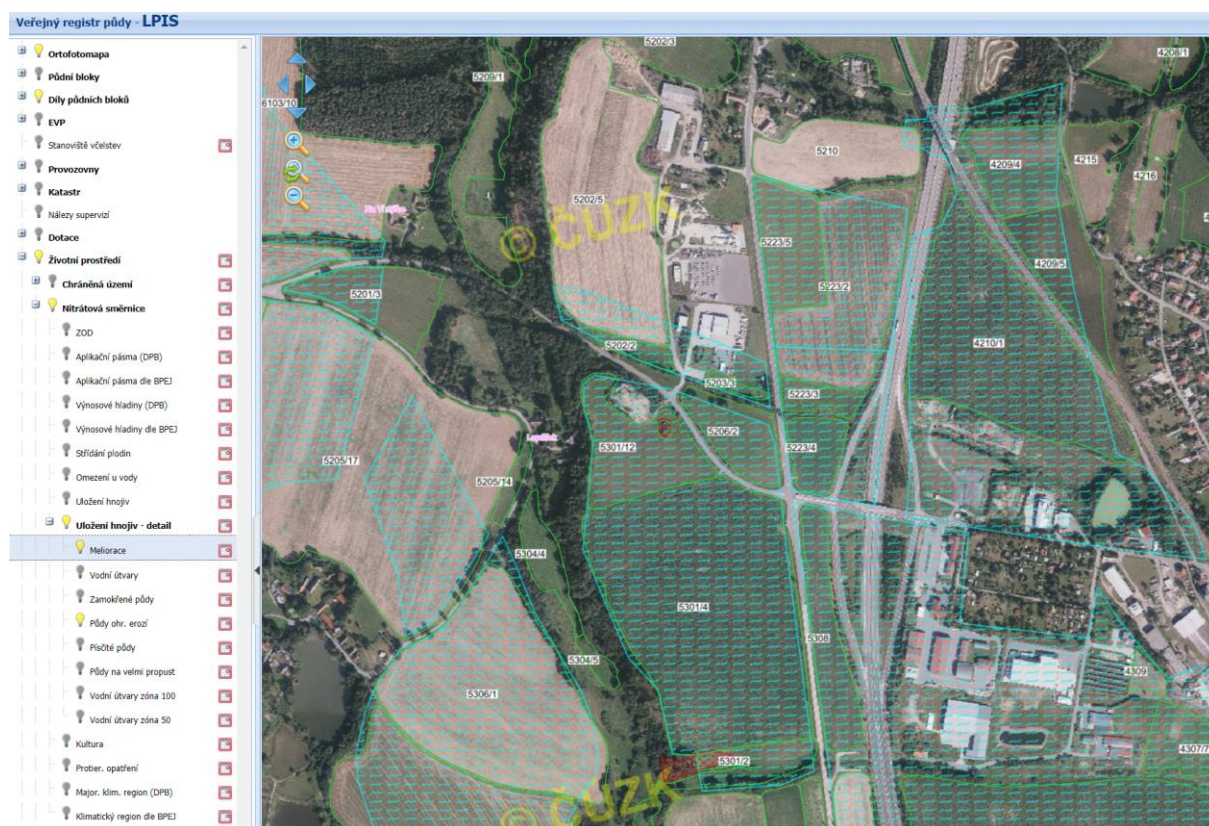 Veřejný registr půdy - LPIS
Ortofotomapa
Půdní bloky
Díly půdních bloků
EVP
Stanoviště včelstev
Provozovny
Katastr
Nálezy supervizí
Dotace
Životní prostředí
Chráněná území
Nitrátová směrnice
ZOD
Aplikační pásma (DPB)
Aplikační pásma dle BPEJ
Výnosové hladiny (DPB)
Výnosové hladiny dle BPEJ
Střídání plodin
Omezení u vody
Uložení hnojiv
Uložení hnojiv - detail
Meliorace
Vodní útvary
Zamokřené půdy
Půdy ohr. erozí
Písčité půdy
Půdy na velmi propust
Vodní útvary zóna 100
Vodní útvary zóna 50
Kultura
Protier. opatření
Major. klim. region (DPB)
Klimatický region dle BPEJ
5202/3
4208/1
5209/1
6103/10
5210
4209/4
4215
4216
5202/5
© ČÚZK
5223/5
4209/5
5223/2
5201/3
5202/2
4210/1
5203/3
5223/3
5206/2
5301/12
5223/4
5205/17
5205/14
5304/4
5301/4
5308
5304/5
4309
5306/1
4307/7
5301/2
© ČÚZK